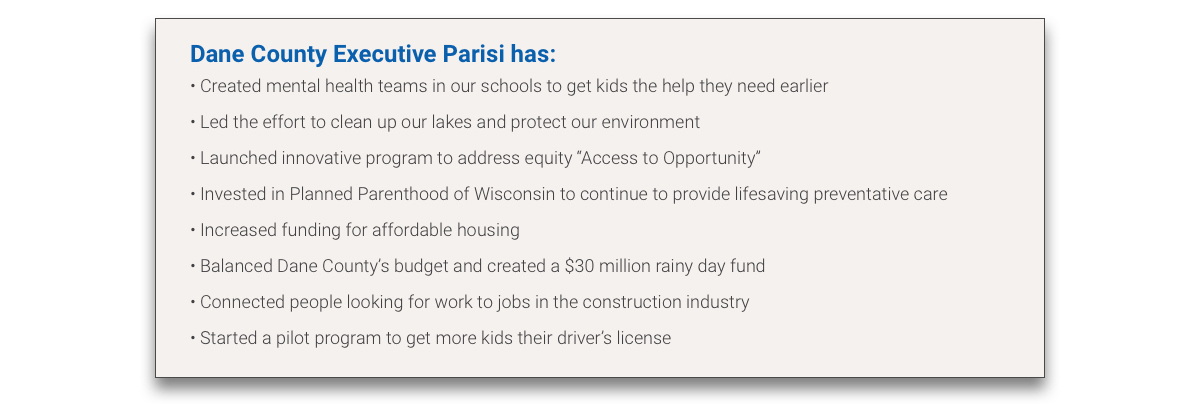 Dane County Executive Parisi has:
• Created mental health teams in our schools to get kids the help they need earlier
• Led the effort to clean up our lakes and protect our environment
• Launched innovative program to address equity “Access to Opportunity”
• Invested in Planned Parenthood of Wisconsin to continue to provide lifesaving preventative care
• Increased funding for affordable housing
• Balanced Dane County’s budget and created a $30 million rainy day fund
• Connected people looking for work to jobs in the construction industry
• Started a pilot program to get more kids their driver’s license